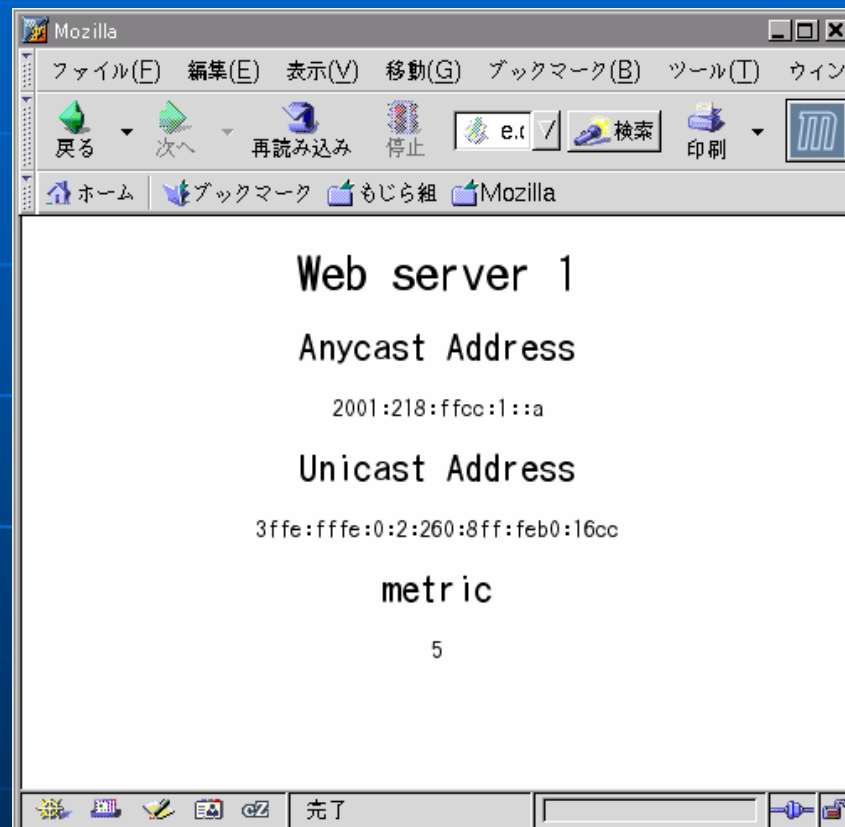 Mozilla
ファイル(F) 編集(E) 表示(V) 移動(G) ブックマーク(B) ツール(T) ウィン
戻る 次へ 再読み込み 停止 e.c 検索 印刷
ホーム ブックマーク もじら組 Mozilla
Web server 1
Anycast Address
2001:218:ffcc:1::a
Unicast Address
3ffe:fffe:0:2:260:8ff:feb0:16cc
metric
5
完了